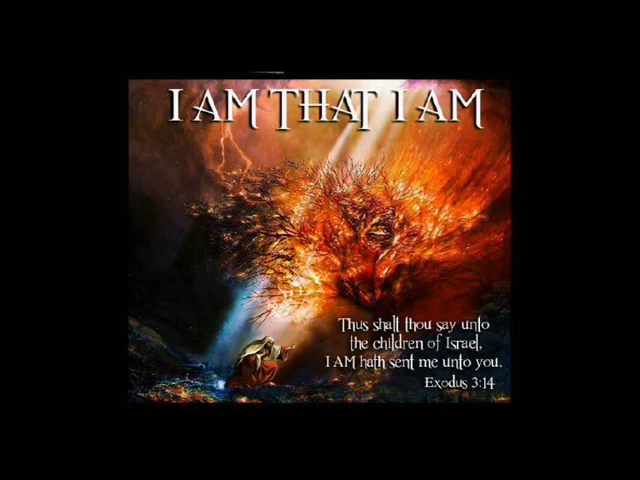 I AM THAT I AM
Thus shalt thou say unto
the children of Israel,
I AM hath sent me unto you.
Exodus 3:14